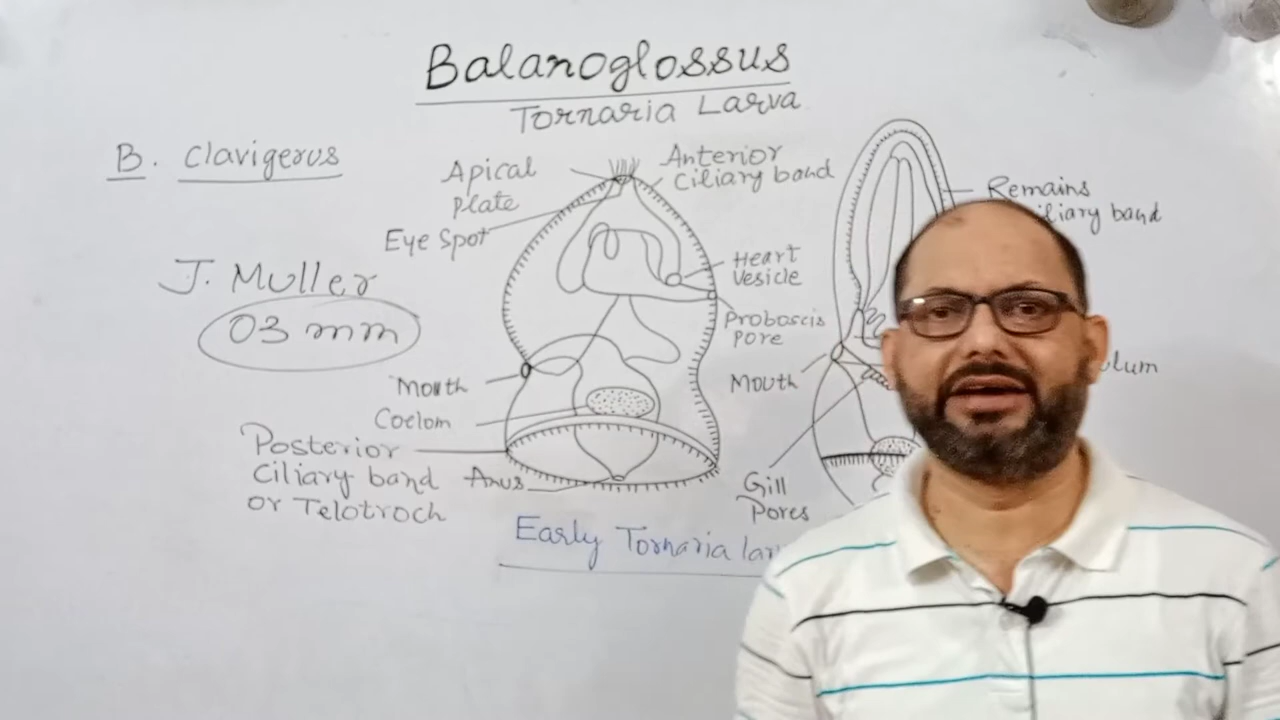 Balanoglossus
Tornaria Larva
B. Clavigerus
J. Muller
03 mm
Apical
Plate
Eye Spot
Anterior
Ciliary band
Heart
Vesicle
Proboscis
Pore
Mouth
Coelom
Posterior
Ciliary band
or Telotroch
Anus
Early Tornaria
Remains
band
Mouth
Gill
Pores